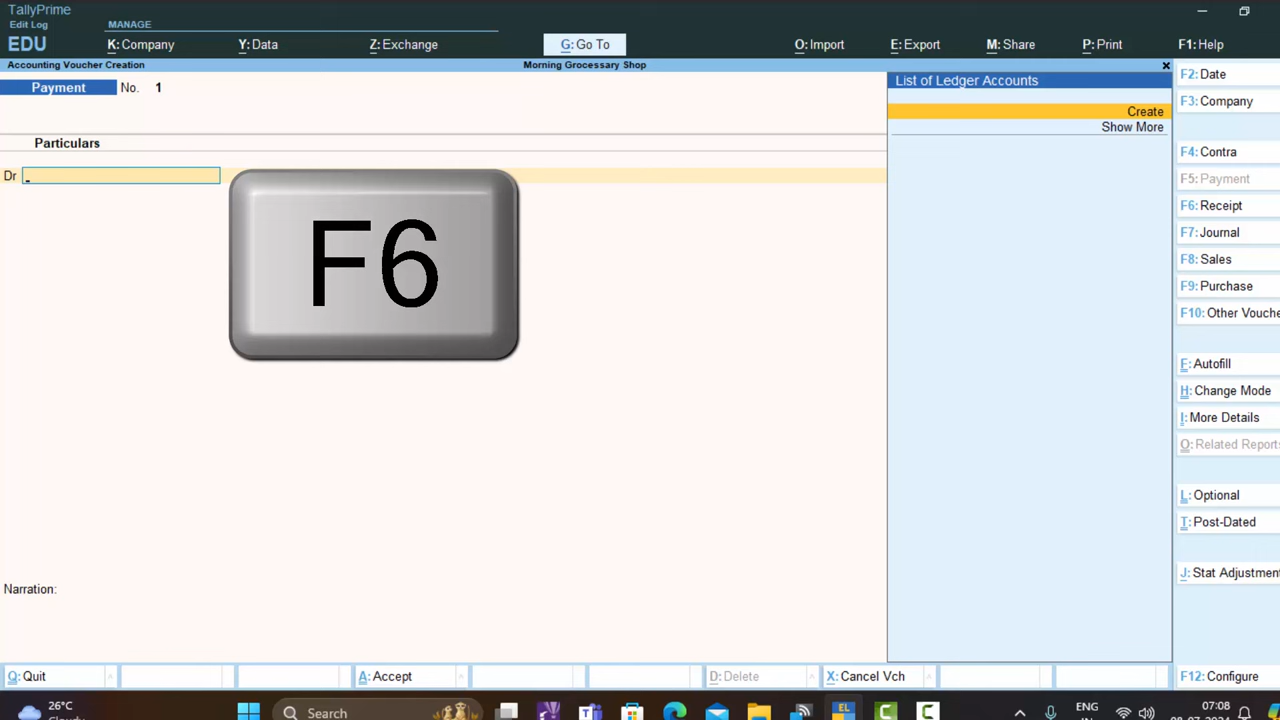 TallyPrime
Edit Log
EDU
MANAGE
K: Company
Y: Data
Z: Exchange
G: Go To
O: Import
E: Export
M: Share
P: Print
F1: Help
Accounting Voucher Creation
Morning Grocessary Shop
Payment No. 1
Particulars
Dr
F6
List of Ledger Accounts
Create
Show More
F2: Date
F3: Company
F4: Contra
F5: Payment
F6: Receipt
F7: Journal
F8: Sales
F9: Purchase
F10: Other Vouche
F: Autofill
H: Change Mode
I: More Details
O: Related Reports
L: Optional
T: Post-Dated
J: Stat Adjustment
Narration:
Q: Quit
A: Accept
D: Delete
X: Cancel Vch
F12: Configure
26°C
Cloudy
Search
EL
ENG
IN
07:08